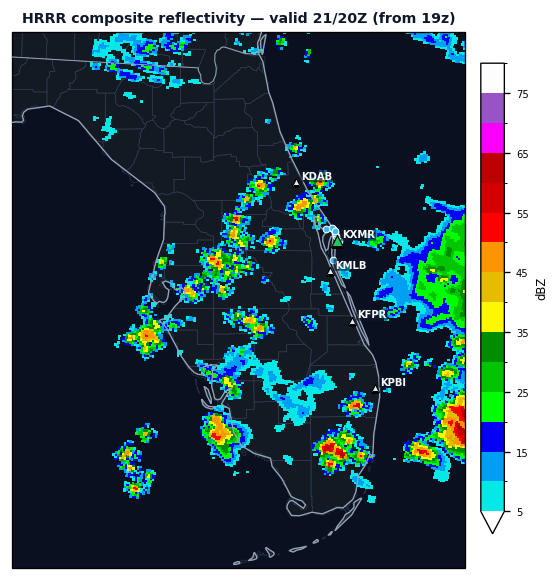 HRRR composite reflectivity — valid 21/20Z (from 19z)
KDAB
KXMR
KMLB
KFPR
KPBI
75
65
55
45
35
25
15
5
dBZ